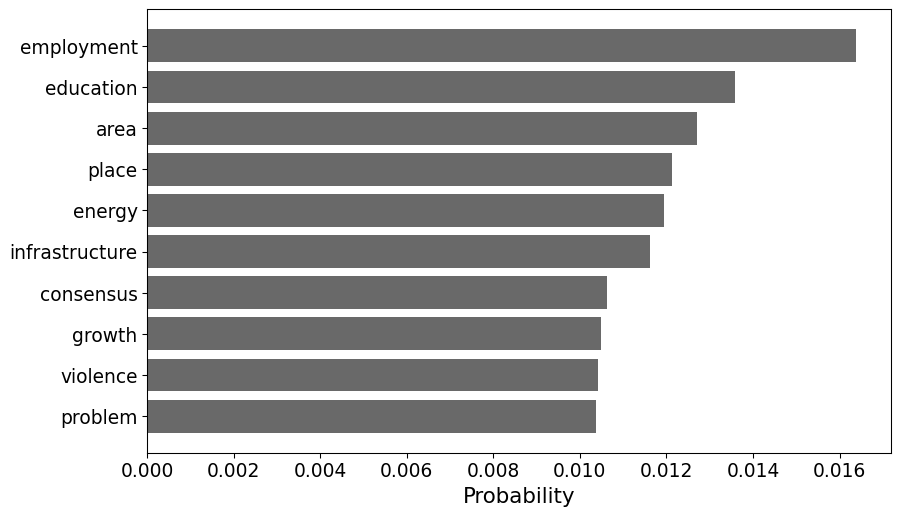 employment
education
area
place
energy
infrastructure
consensus
growth
violence
problem
0.000 0.002 0.004 0.006 0.008 0.010 0.012 0.014 0.016
Probability